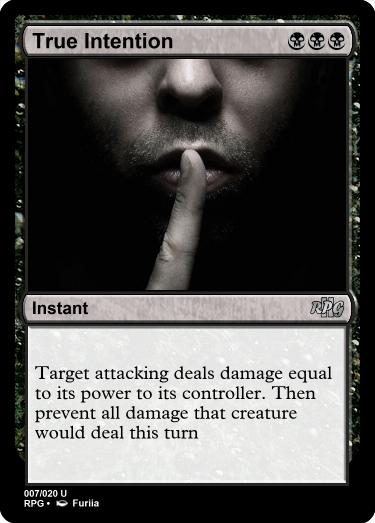 True Intention
Instant
RPG
Target attacking deals damage equal
to its power to its controller. Then
prevent all damage that creature
would deal this turn
007/020 U
RPG • Furiia